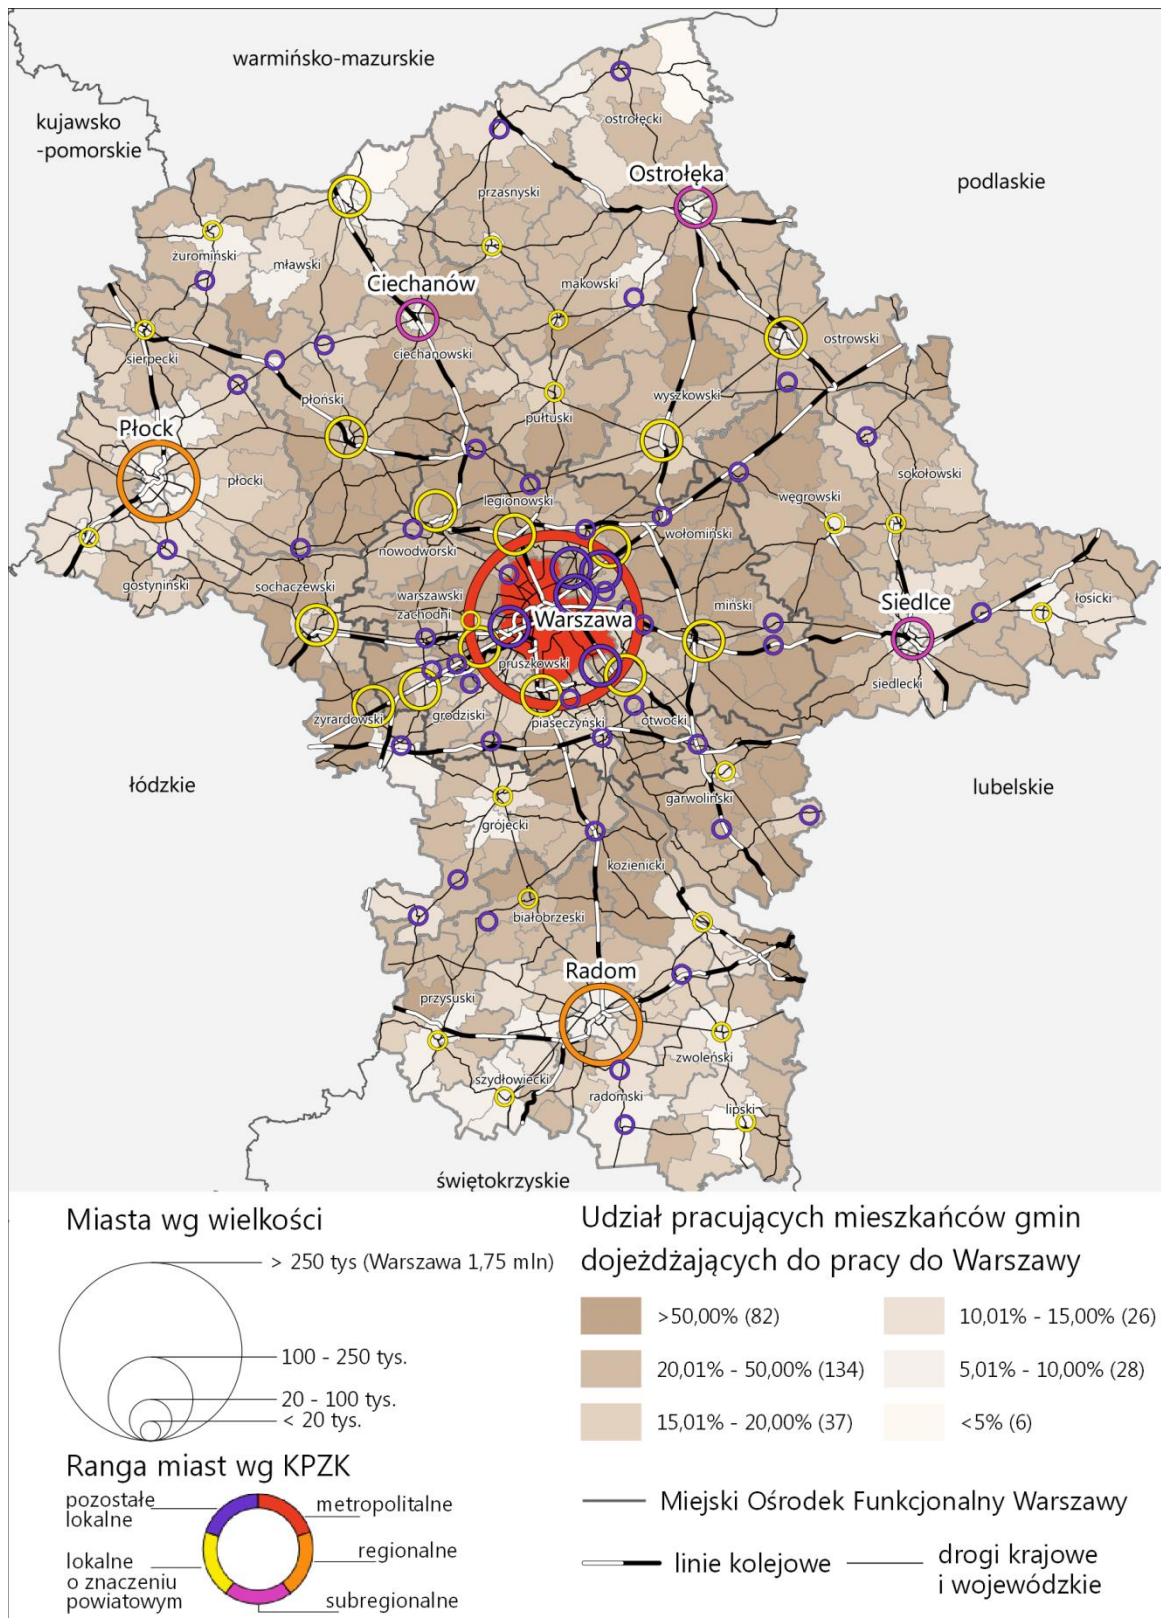 warmińsko-mazurskie
kujawsko
-pomorskie
ostrołęcki
Ostrołęka
podlaskie
przasnyski
żuromiński
mławski
Ciechanów
makowski
sierpecki
ciechanowski
ostrowski
płoński
pułtuski
wyszkowski
Płock
płocki
sokołowski
węgrowski
legionowski
nowodworski
wołomiński
gostyniński
sochaczewski
warszawski
zachodni
Warszawa
miński
Siedlce
łosicki
pruszkowski
siedlecki
żyrardowski
grodziski
piaseczyński
otwocki
łódzkie
lubelskie
garwoliński
grójecki
kozienicki
białobrzeski
Radom
przysuski
zwoleński
szydłowiecki
radomski
lipski
świętokrzyskie
Miasta wg wielkości
> 250 tys (Warszawa 1,75 mln)
100 - 250 tys.
20 - 100 tys.
< 20 tys.
Ranga miast wg KPZK
pozostałe
lokalne
metropolitalne
lokalne
o znaczeniu
powiatowym
regionalne
subregionalne
Udział pracujących mieszkańców gmin
dojeżdżających do pracy do Warszawy
>50,00% (82)
10,01% - 15,00% (26)
20,01% - 50,00% (134)
5,01% - 10,00% (28)
15,01% - 20,00% (37)
<5% (6)
Miejski Ośrodek Funkcjonalny Warszawy
linie kolejowe
drogi krajowe
i wojewódzkie